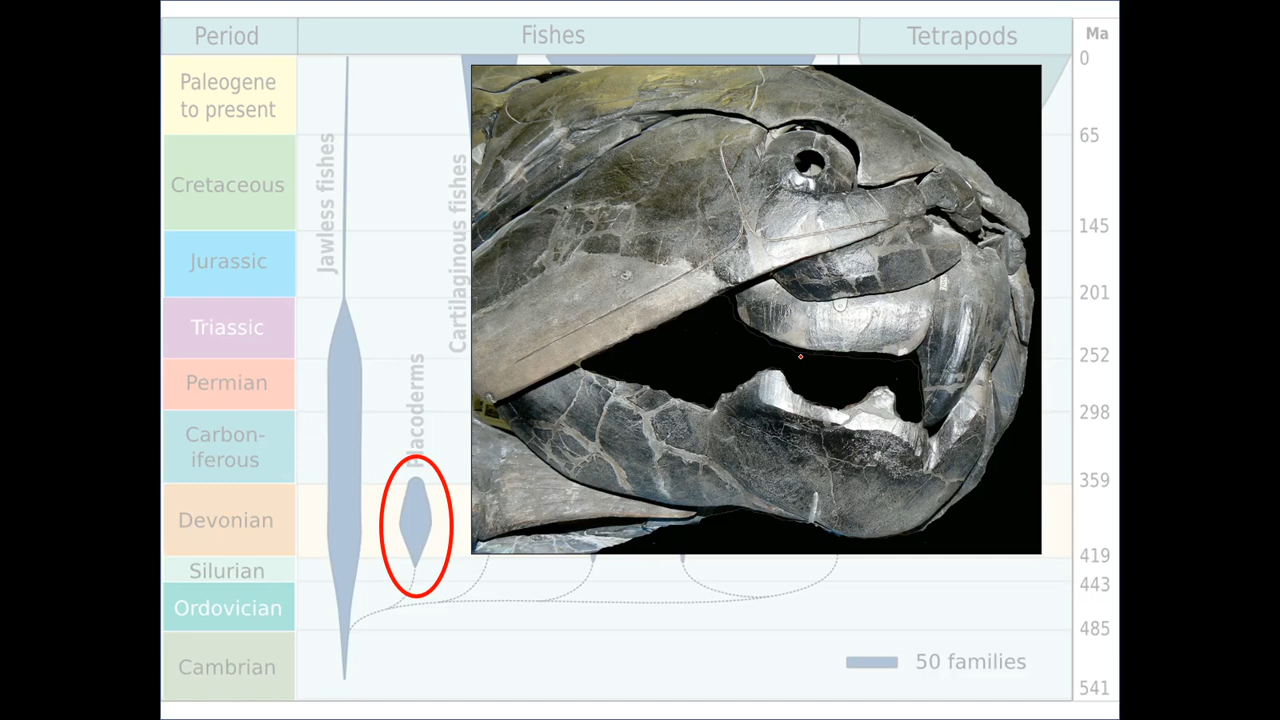 Period
Fishes
Tetrapods
Ma
Paleogene
to present
Cretaceous
Jurassic
Triassic
Permian
Carbon-
iferous
Devonian
Silurian
Ordovician
Cambrian
Jawless fishes
Placoderms
Cartilaginous fishes
0
65
145
201
252
298
359
419
443
485
541
50 families